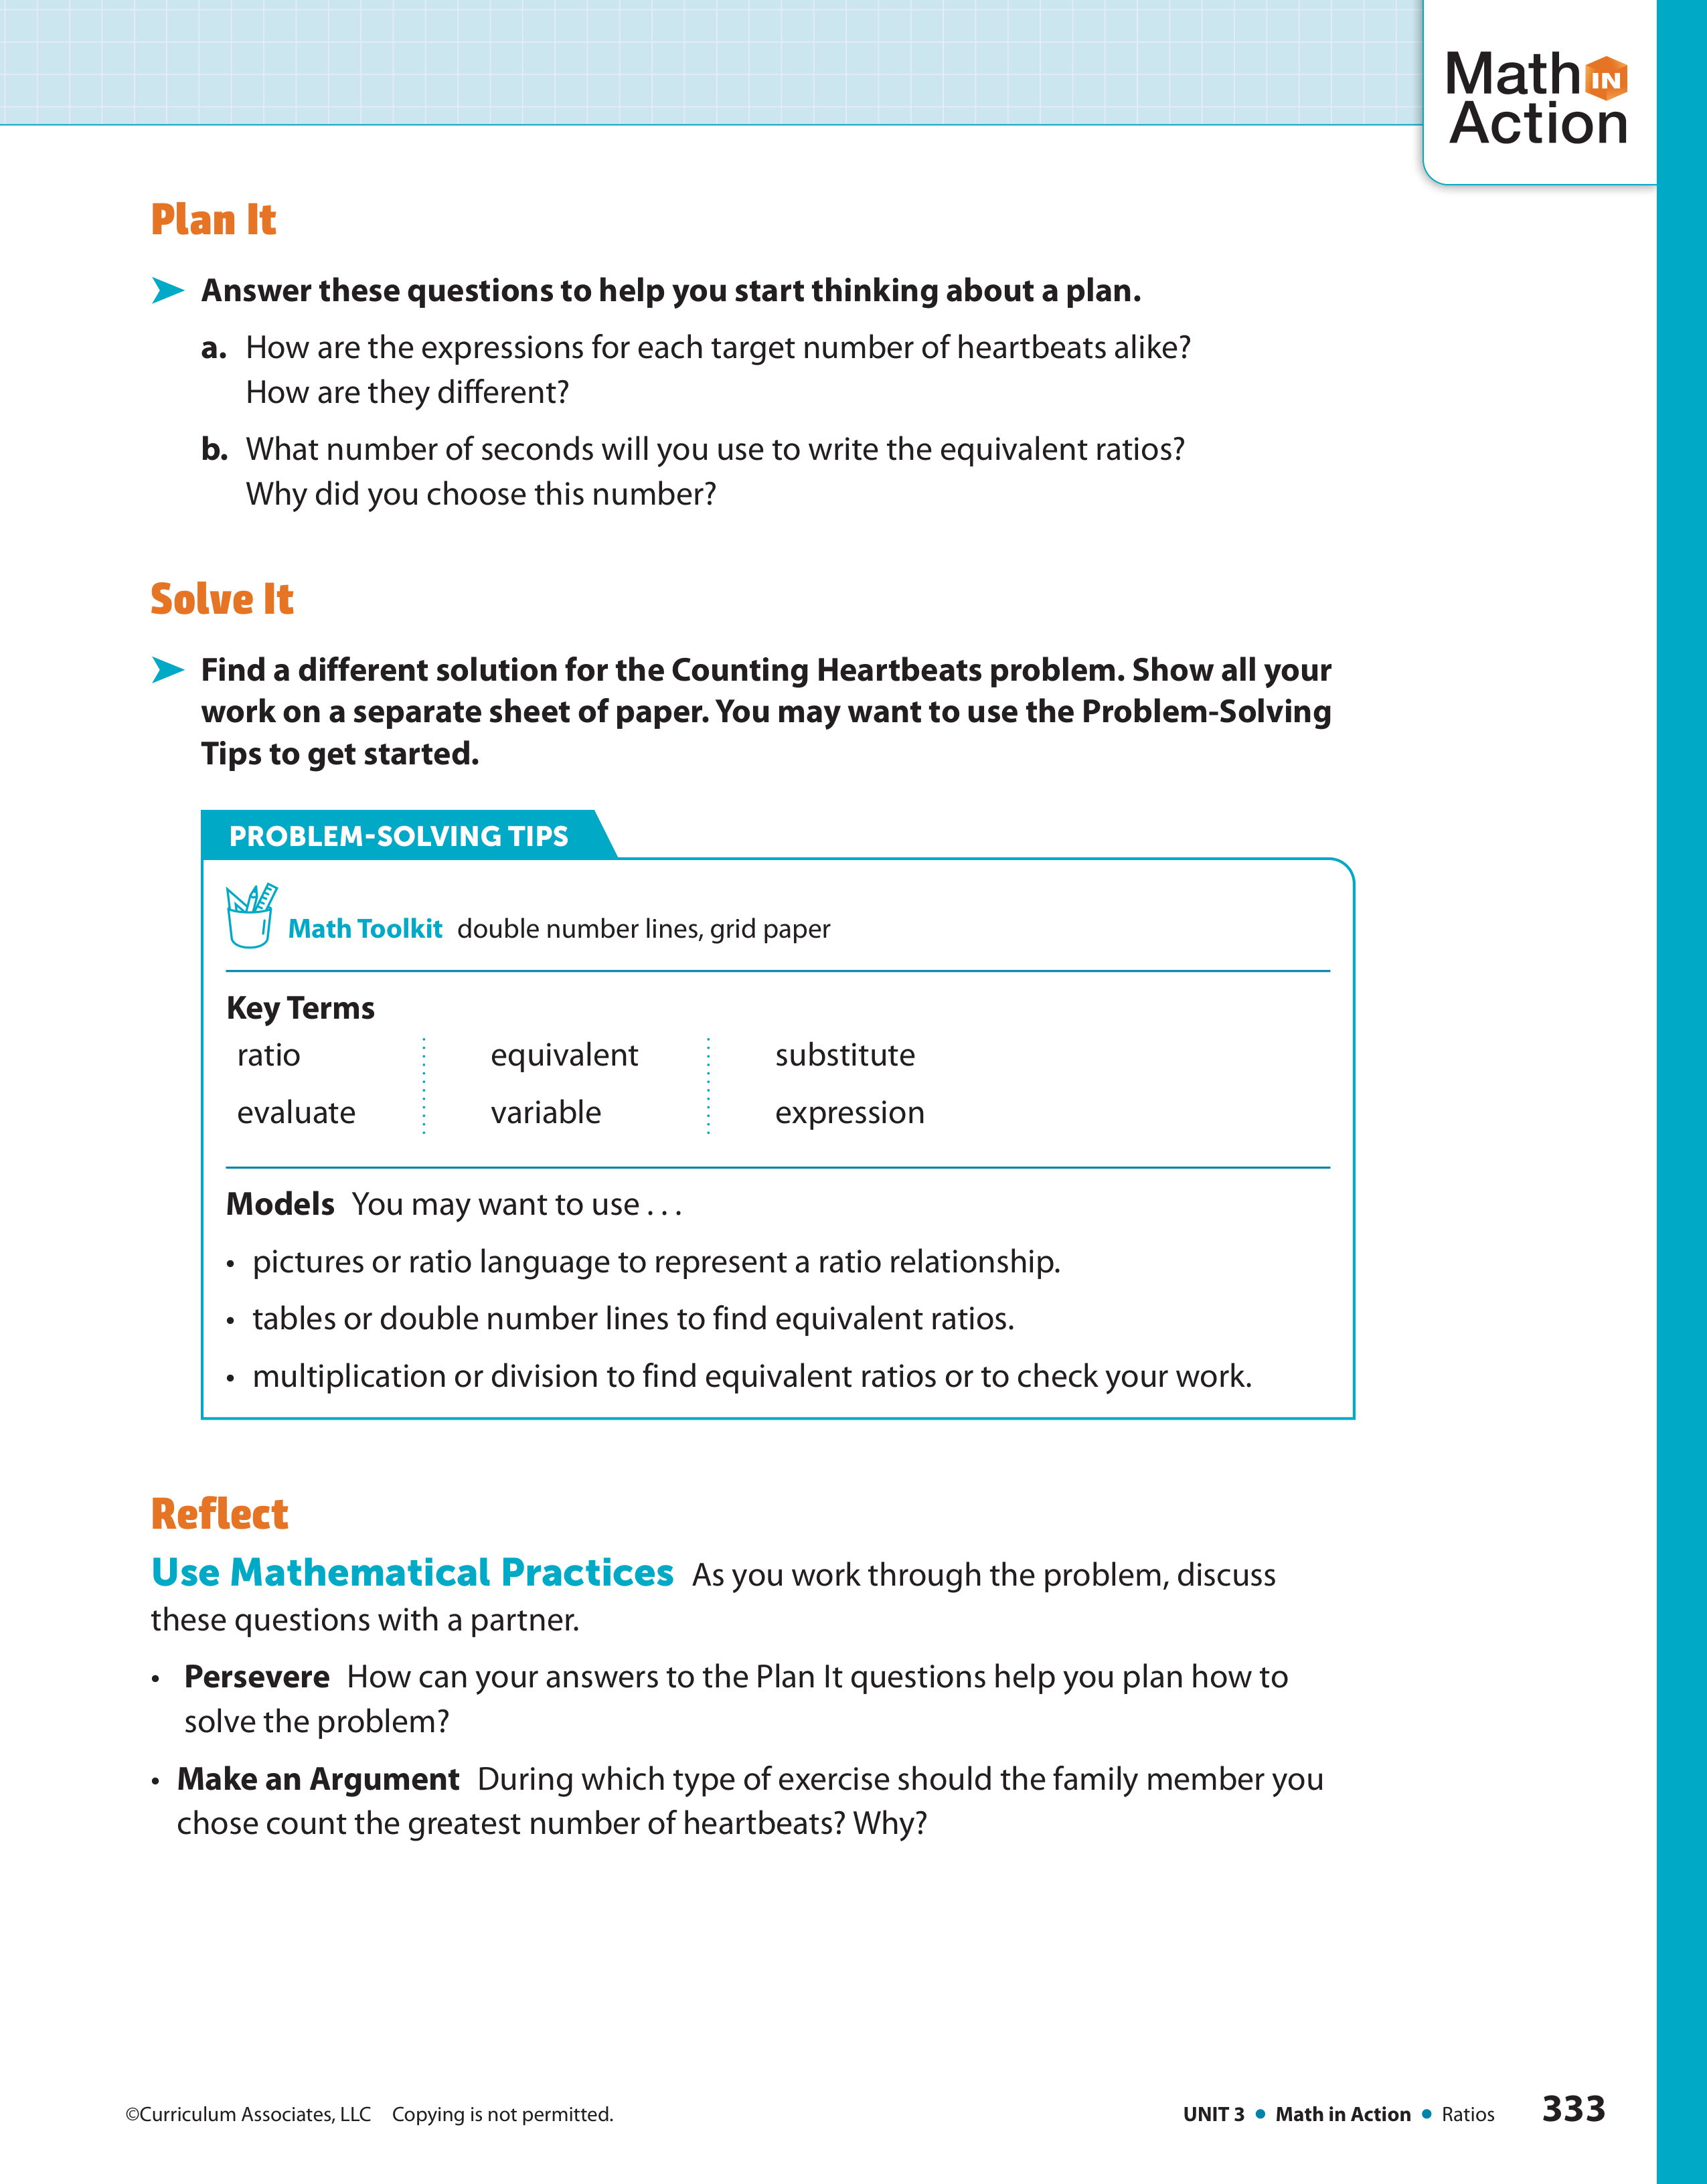 Math IN
Action
Plan It
Answer these questions to help you start thinking about a plan.
a. How are the expressions for each target number of heartbeats alike?
How are they different?
b. What number of seconds will you use to write the equivalent ratios?
Why did you choose this number?
Solve It
Find a different solution for the Counting Heartbeats problem. Show all your
work on a separate sheet of paper. You may want to use the Problem-Solving
Tips to get started.
PROBLEM-SOLVING TIPS
Math Toolkit double number lines, grid paper
Key Terms
ratio equivalent substitute
evaluate variable expression
Models You may want to use . . .
• pictures or ratio language to represent a ratio relationship.
• tables or double number lines to find equivalent ratios.
• multiplication or division to find equivalent ratios or to check your work.
Reflect
Use Mathematical Practices As you work through the problem, discuss
these questions with a partner.
• Persevere How can your answers to the Plan It questions help you plan how to
solve the problem?
• Make an Argument During which type of exercise should the family member you
chose count the greatest number of heartbeats? Why?
©Curriculum Associates, LLC Copying is not permitted. UNIT 3 • Math in Action • Ratios 333